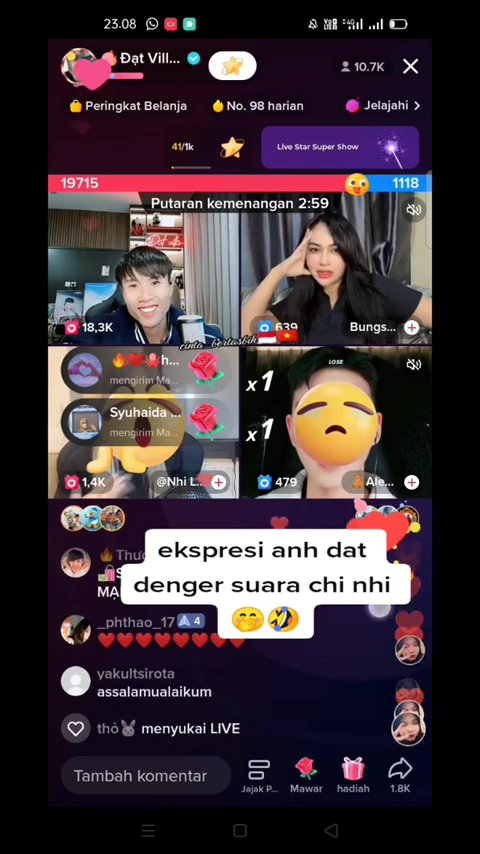 23.08
Đạt Vill...
10.7K
Peringkat Belanja
No. 98 harian
Jelajahi
41/1k
Live Star Super Show
19715
1118
Putaran kemenangan 2:59
18,3K
639
Bungs...
cinta_bertasbih
mengirim Ma...
Syuhaida ...
mengirim Ma...
x1
x1
LOSE
1,4K
@Nhi L...
479
Ale...
ekspresi anh dat
denger suara chi nhi
_phthao_17
4
yakultsirota
assalamualaikum
thỏ menyukai LIVE
Tambah komentar
Jajak P...
Mawar
hadiah
1.8K